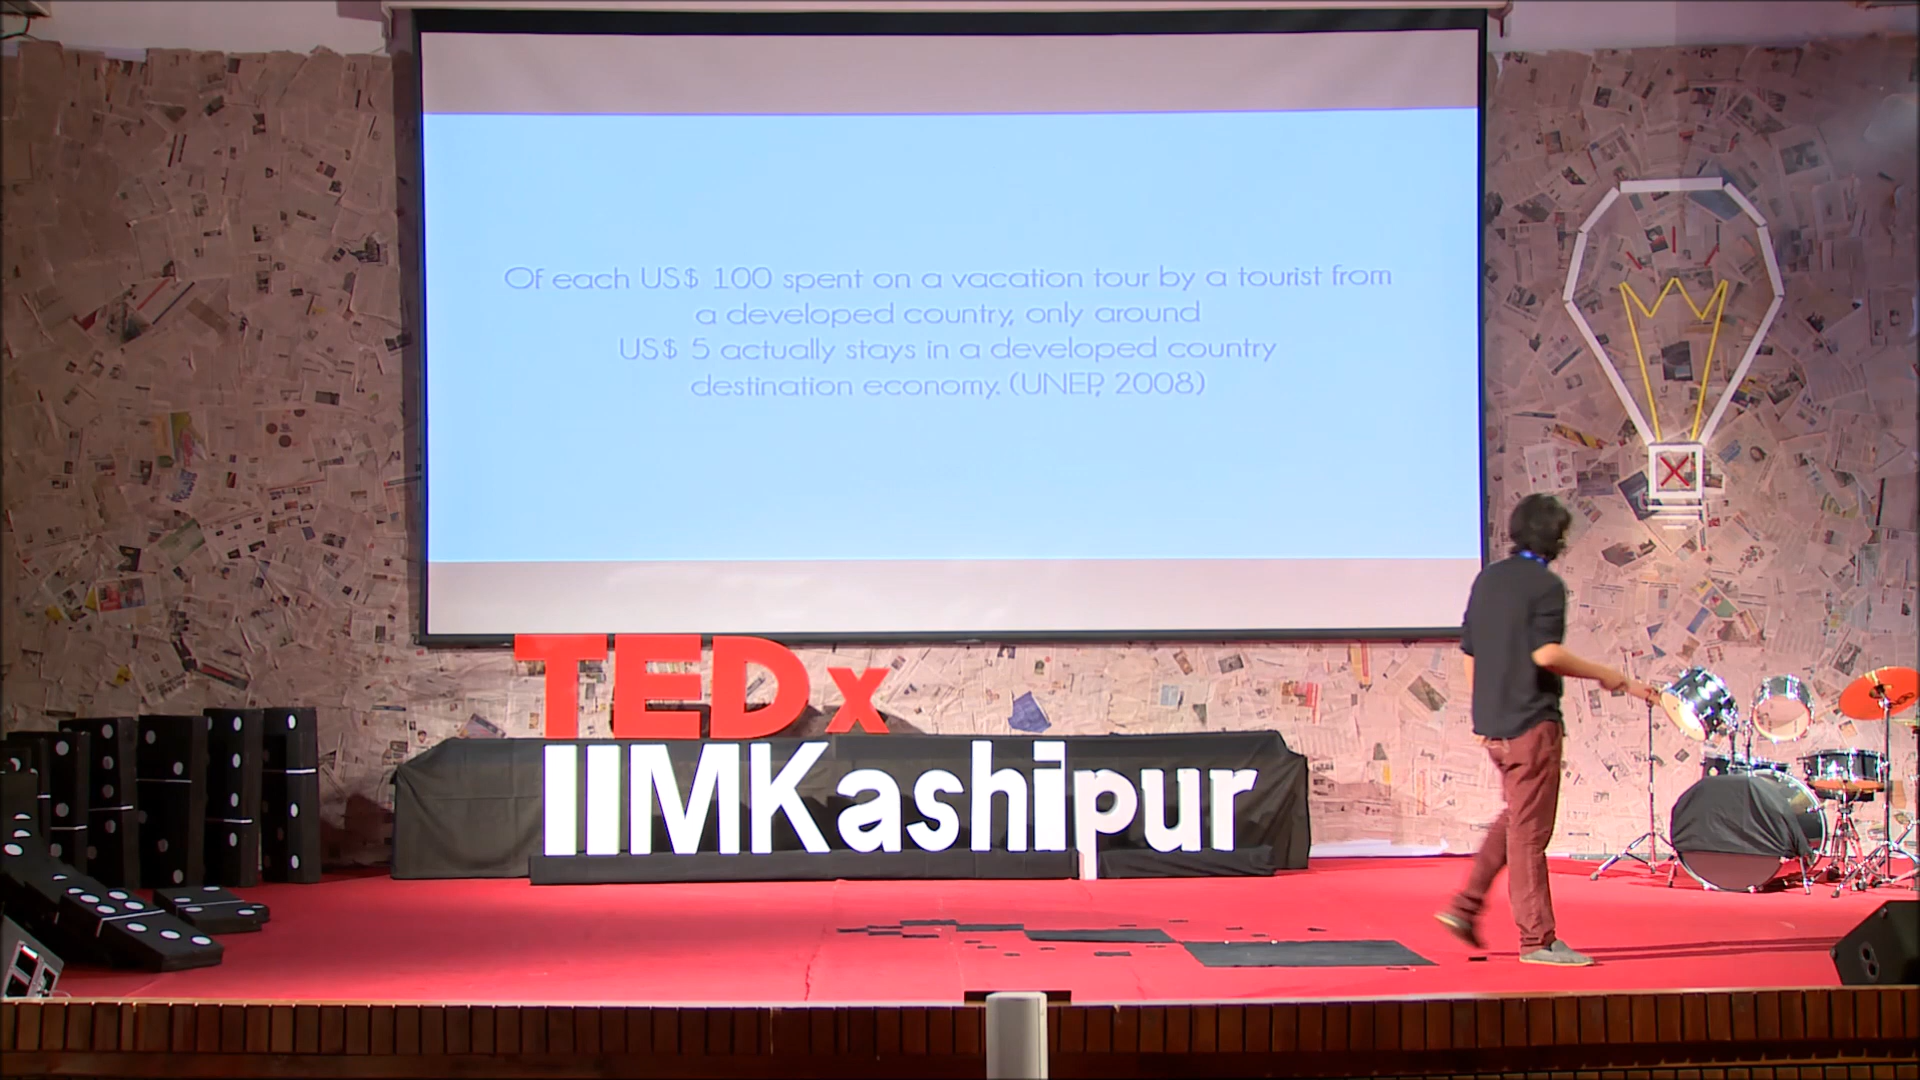 Of each US$ 100 spent on a vacation tour by a tourist from
a developed country, only around
US$ 5 actually stays in a developed country
destination economy. (UNEP, 2008)
TEDx
IIMKashipur